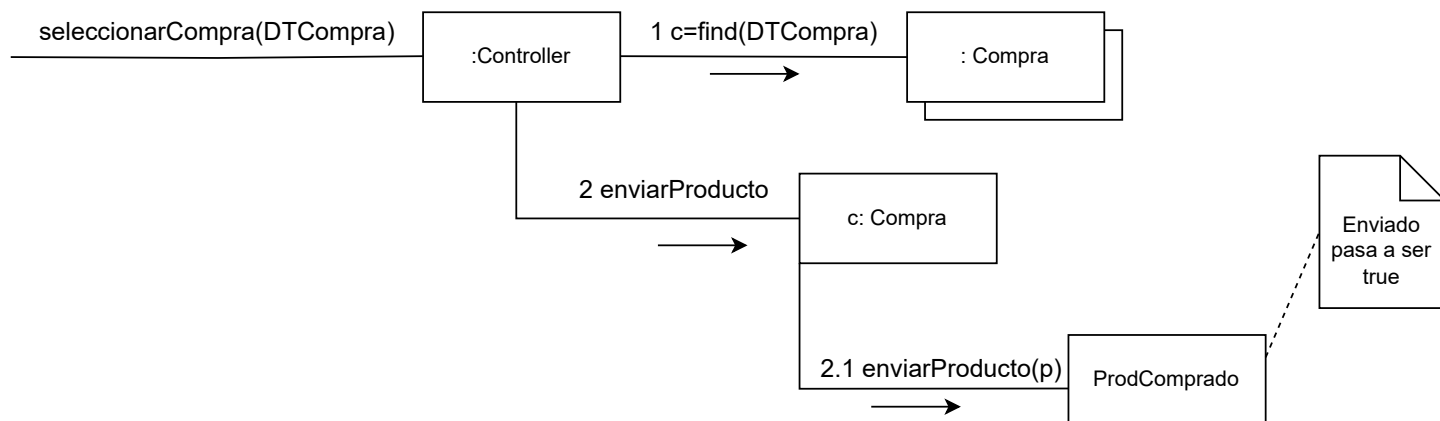 seleccionarCompra(DTCompra)
:Controller
1 c=find(DTCompra)
: Compra
2 enviarProducto
c: Compra
Enviado
pasa a ser
true
2.1 enviarProducto(p)
ProdComprado